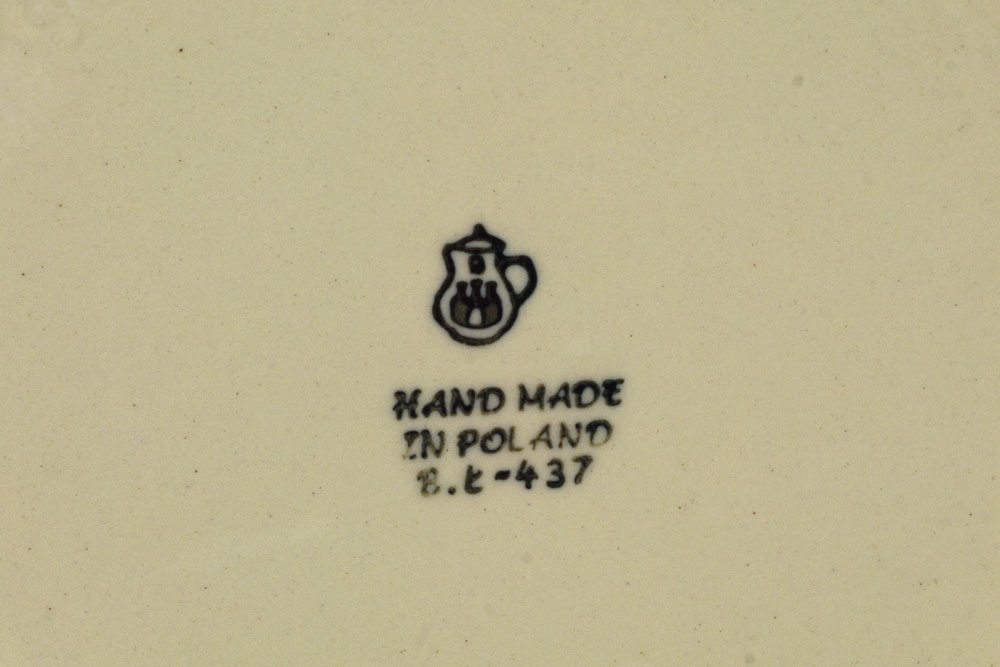 HAND MADE
IN POLAND
B.Ł-437